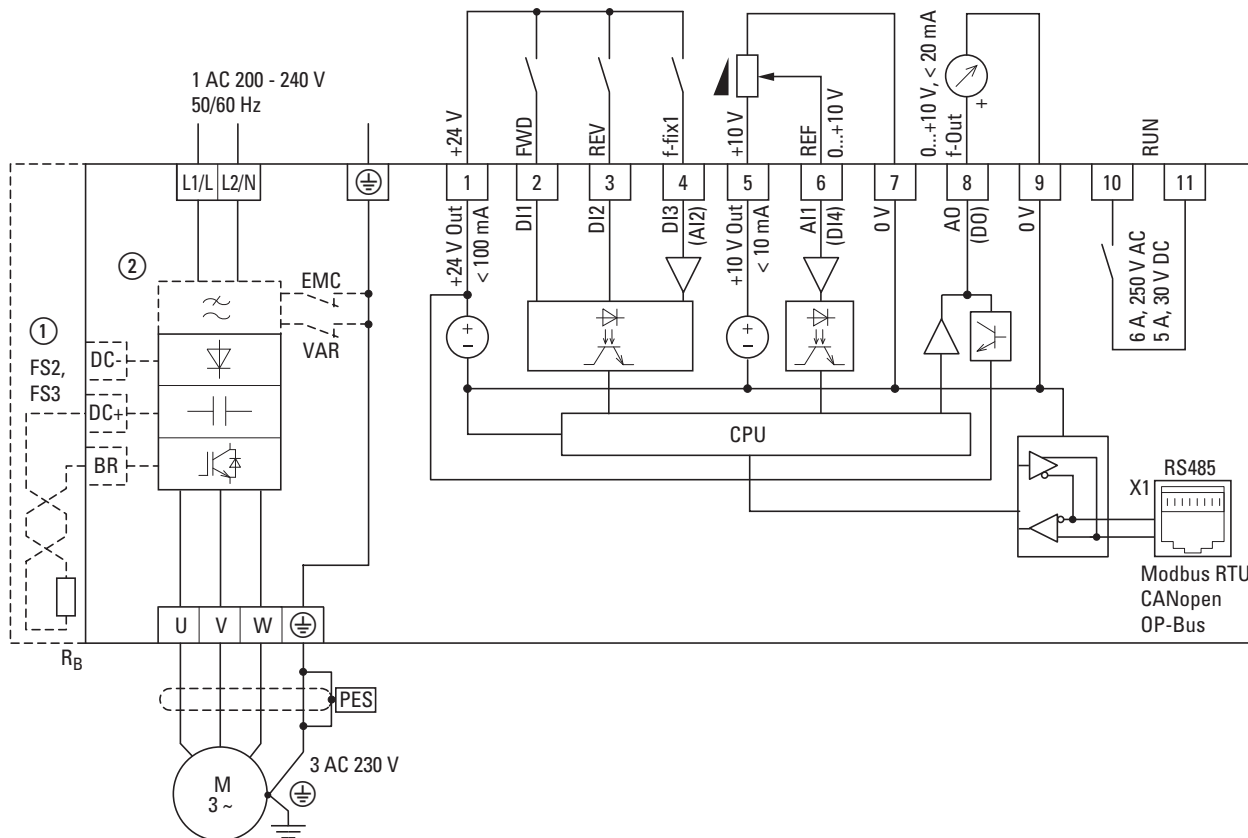 1 AC 200 - 240 V
50/60 Hz
+24 V
FWD
REV
f-fix1
+10 V
REF
0...+10 V
0...+10 V, < 20 mA
f-Out
+
RUN
L1/L
L2/N
1
2
3
4
5
6
7
8
9
10
11
+24 V Out
< 100 mA
DI1
DI2
DI3
(AI2)
+10 V Out
< 10 mA
AI1
(DI4)
0 V
AO
(DO)
0 V
6 A, 250 V AC
5 A, 30 V DC
②
EMC
VAR
①
FS2,
FS3
DC-
DC+
BR
+
−
+
−
CPU
X1
RS485
Modbus RTU
CANopen
OP-Bus
U
V
W
RB
PES
3 AC 230 V
M
3 ~